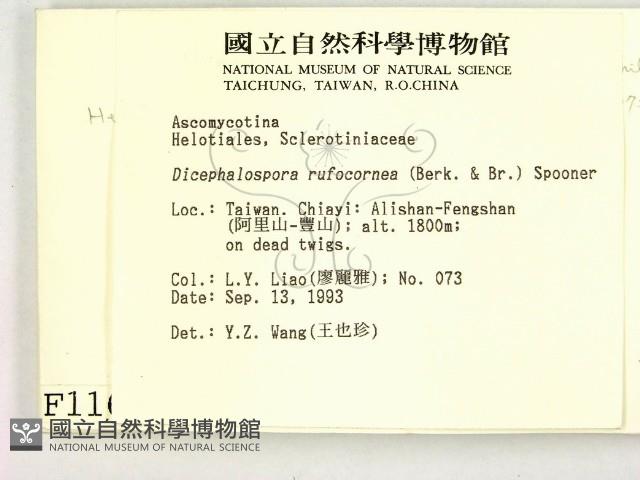 國立自然科學博物館
NATIONAL MUSEUM OF NATURAL SCIENCE
TAICHUNG, TAIWAN, R.O.CHINA
Ascomycotina
Helotiales, Sclerotiniaceae
Dicephalospora rufocornea (Berk. & Br.) Spooner
Loc.: Taiwan. Chiayi: Alishan-Fengshan
(阿里山-豐山); alt. 1800m;
on dead twigs.
Col.: L.Y. Liao(廖麗雅); No. 073
Date: Sep. 13, 1993
Det.: Y.Z. Wang(王也珍)
F11
國立自然科學博物館
NATIONAL MUSEUM OF NATURAL SCIENCE